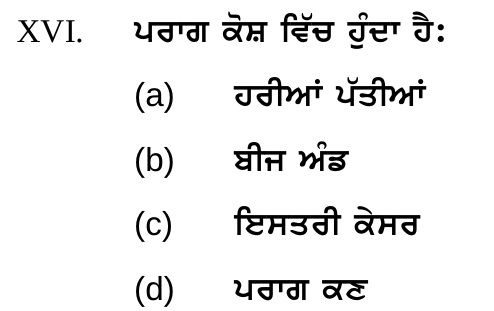 XVI. ਪਰਾਗ ਕੋਸ਼ ਵਿੱਚ ਹੁੰਦਾ ਹੈ:
(a) ਹਰੀਆਂ ਪੱਤੀਆਂ
(b) ਬੀਜ ਅੰਡ
(c) ਇਸਤਰੀ ਕੇਸਰ
(d) ਪਰਾਗ ਕਣ